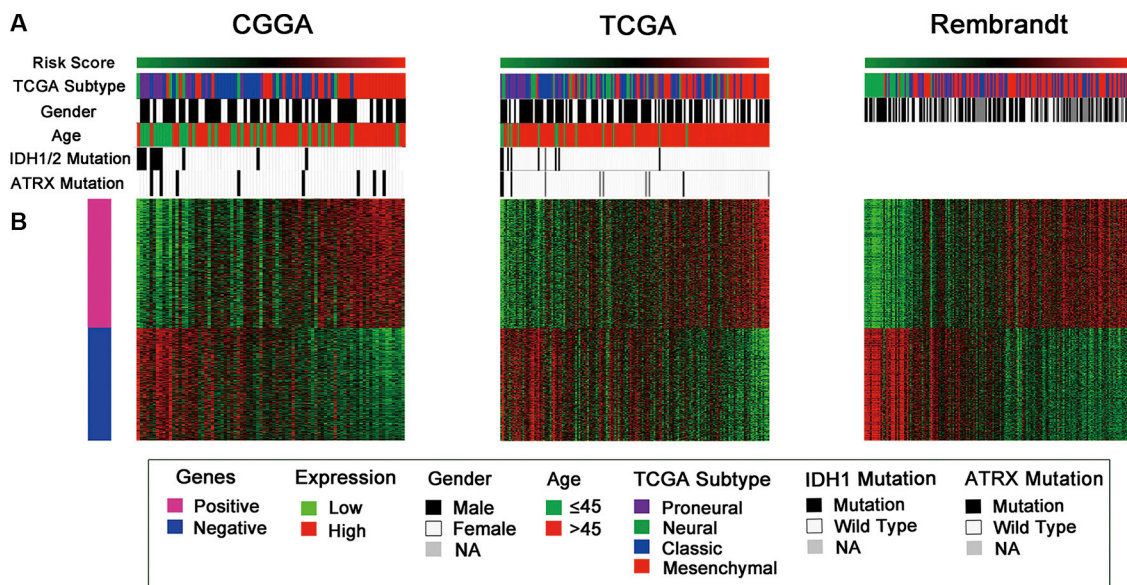 A
CGGA
TCGA
Rembrandt
Risk Score
TCGA Subtype
Gender
Age
IDH1/2 Mutation
ATRX Mutation
B
Genes
Positive
Negative
Expression
Low
High
Gender
Male
Female
NA
Age
≤45
>45
TCGA Subtype
Proneural
Neural
Classic
Mesenchymal
IDH1 Mutation
Mutation
Wild Type
NA
ATRX Mutation
Mutation
Wild Type
NA